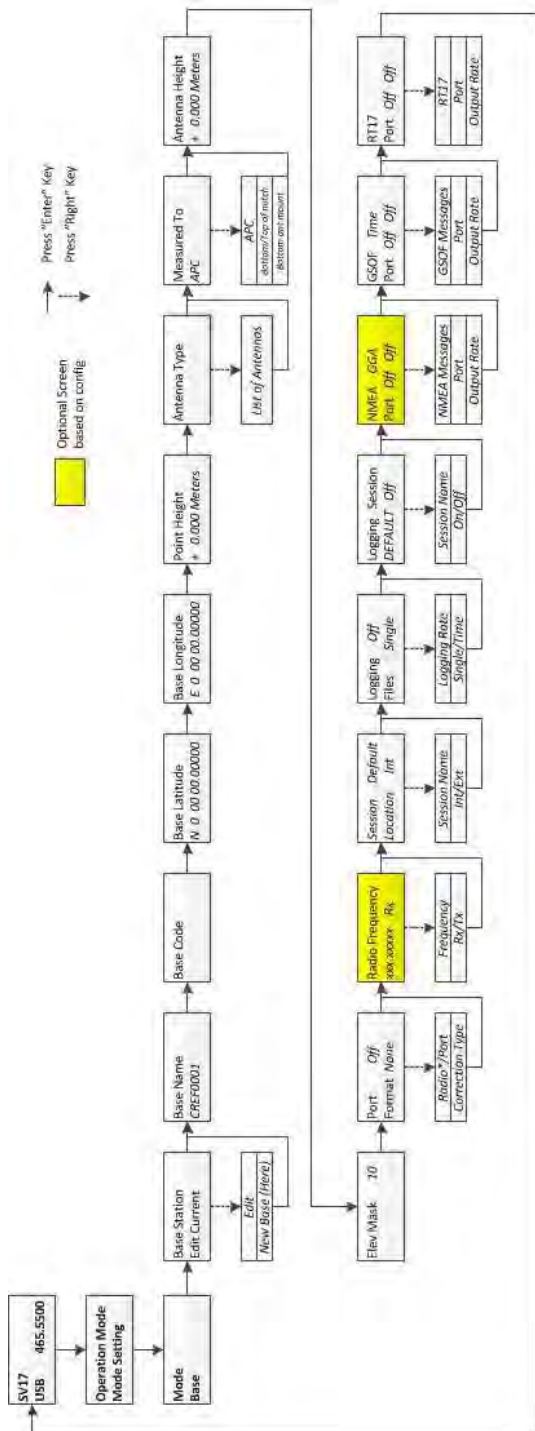 Optional Screen
based on config
Press "Enter" Key
Press "Right" Key
SV17
USB 465.5500
Operation Mode
Mode Setting
Mode
Base
Base Station
Edit Current
Edit
New Base (Here)
Base Name
CREF0001
Base Code
Base Latitude
N 0 00 00.00000
Base Longitude
E 0 00 00.00000
Point Height
+ 0.000 Meters
Antenna Type
List of Antennas
Measured To
APC
APC
Bottom/Top of notch
Bottom ant mount
Antenna Height
+ 0.000 Meters
Elev Mask 10
Port Off
Format None
Radio*/Port
Correction Type
Radio Frequency
xxx.xxxxx Rx
Frequency
Rx/Tx
Session Default
Location Int
Session Name
Int/Ext
Logging Off
Files Single
Logging Rate
Single/Time
Logging Session
DEFAULT Off
Session Name
On/Off
NMEA GGA
Port Off Off
NMEA Messages
Port
Output Rate
GSOF Time
Port Off Off
GSOF Messages
Port
Output Rate
RT17
Port Off Off
RT17
Port
Output Rate